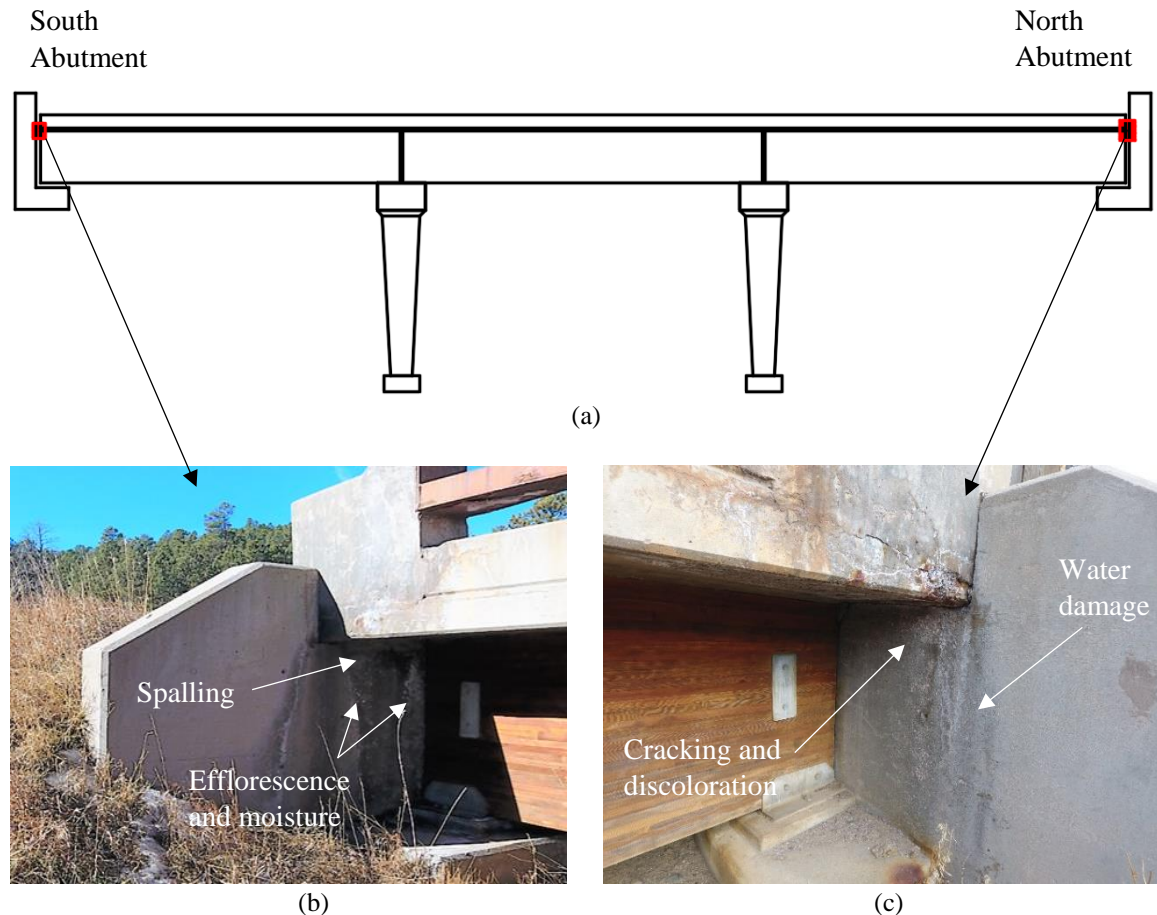 South
Abutment
North
Abutment
(a)
Spalling
Efflorescence
and moisture
Water
damage
Cracking and
discoloration
(b)
(c)